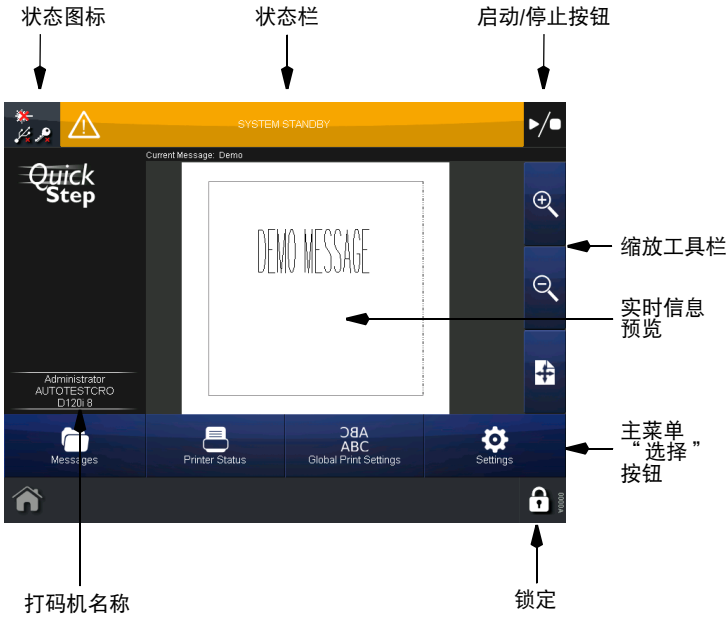 状态图标
状态栏
启动/停止按钮
SYSTEM STANDBY
Current Message: Demo
Quick
Step
DEMO MESSAGE
缩放工具栏
实时信息
预览
Administrator
AUTOTESTCRO
D120i 8
Messages
Printer Status
ABC
ABC
Global Print Settings
Settings
主菜单
“选择”
按钮
A0000
打码机名称
锁定